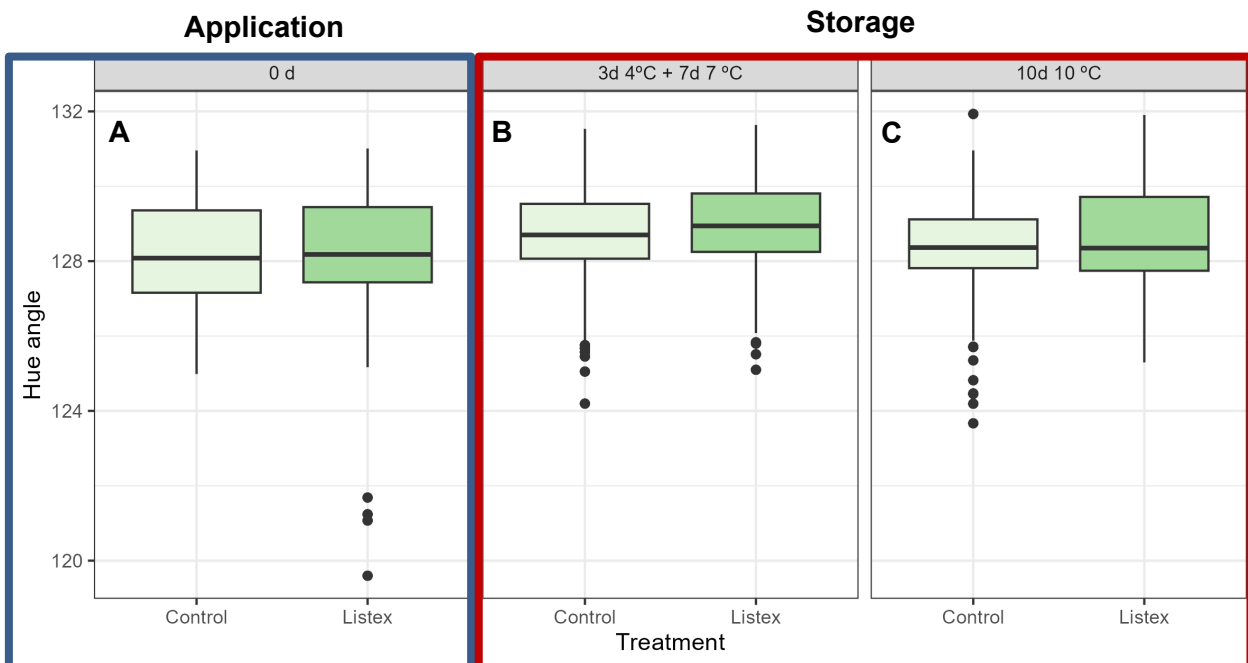 Application
Storage
0 d
3d 4ºC + 7d 7 ºC
10d 10 ºC
A
B
C
132
128
124
120
Hue angle
Control
Listex
Control
Listex
Control
Listex
Treatment